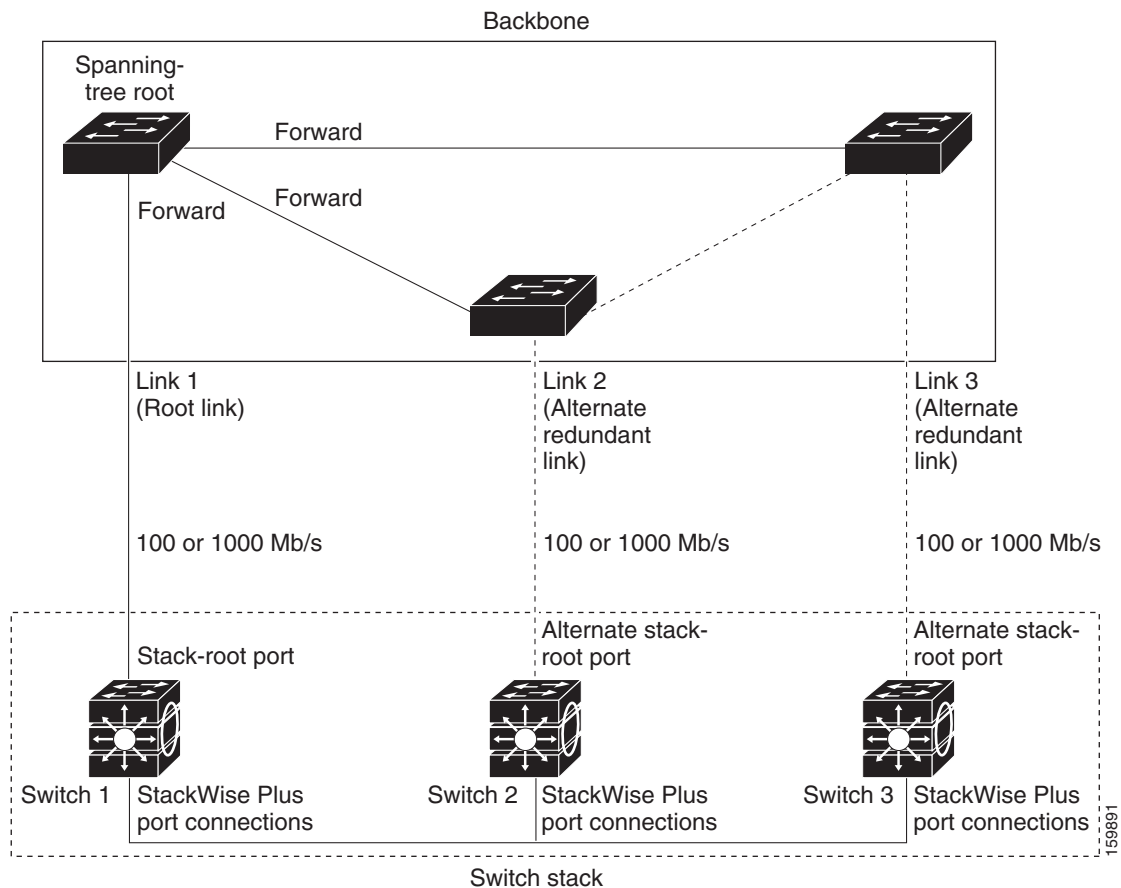 Backbone
Spanning-
tree root
Forward
Forward
Forward
Link 1
(Root link)
Link 2
(Alternate
redundant
link)
Link 3
(Alternate
redundant
link)
100 or 1000 Mb/s
100 or 1000 Mb/s
100 or 1000 Mb/s
Stack-root port
Alternate stack-
root port
Alternate stack-
root port
Switch 1
StackWise Plus
port connections
Switch 2
StackWise Plus
port connections
Switch 3
StackWise Plus
port connections
159891
Switch stack